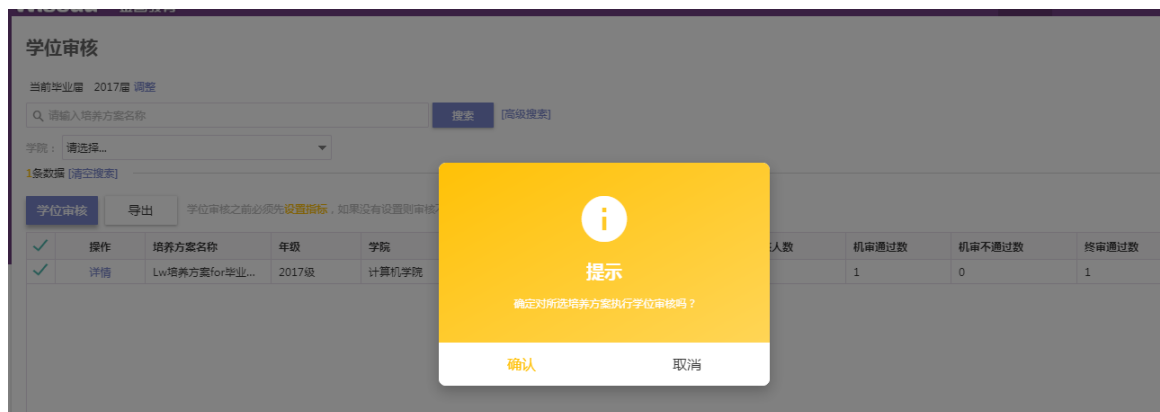 学位审核
当前毕业届 2017届 调整
请输入培养方案名称 搜索 [高级搜索]
学院： 请选择...
1条数据 [清空搜索]
学位审核 导出 学位审核之前必须先设置指标，如果没有设置则审核
操作 培养方案名称 年级 学院 人数 机审通过数 机审不通过数 终审通过数
详情 Lw培养方案for毕业... 2017级 计算机学院 1 0 1
提示
确定对所选培养方案执行学位审核吗？
确认 取消